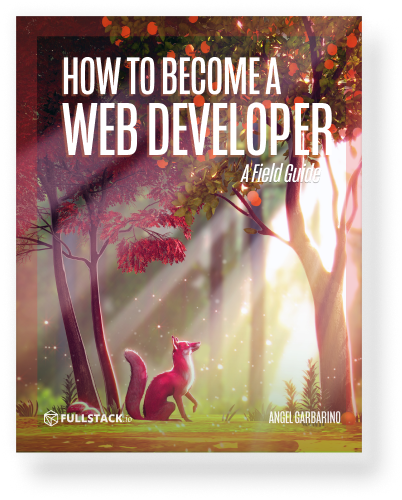 HOW TO BECOME A
WEB DEVELOPER
A Field Guide
FULLSTACK.io
ANGEL GARBARINO